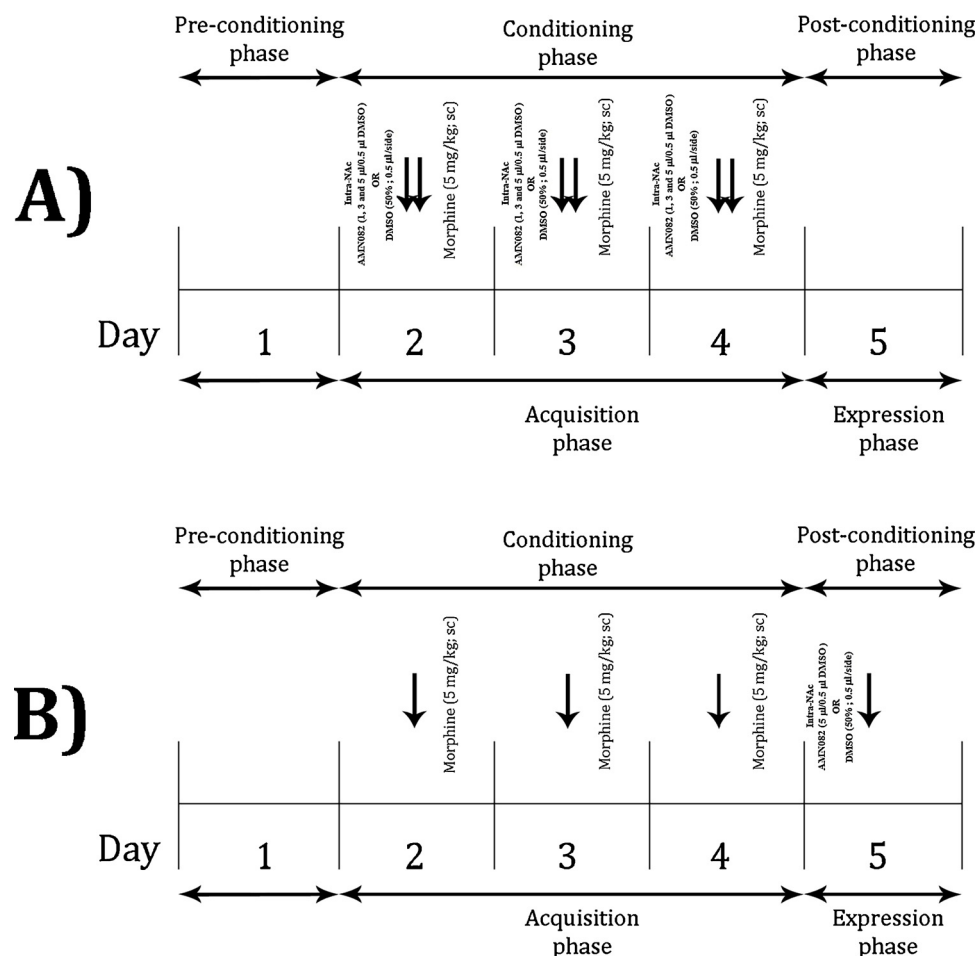 Pre-conditioning
phase
Conditioning
phase
Post-conditioning
phase
A)
Intra-NAc
AMN082 (1, 3 and 5 µl/0.5 µl DMSO)
OR
DMSO (50% ; 0.5 µl/side)
Morphine (5 mg/kg; sc)
Intra-NAc
AMN082 (1, 3 and 5 µl/0.5 µl DMSO)
OR
DMSO (50% ; 0.5 µl/side)
Morphine (5 mg/kg; sc)
Intra-NAc
AMN082 (1, 3 and 5 µl/0.5 µl DMSO)
OR
DMSO (50% ; 0.5 µl/side)
Morphine (5 mg/kg; sc)
Day 1 2 3 4 5
Acquisition
phase
Expression
phase
Pre-conditioning
phase
Conditioning
phase
Post-conditioning
phase
B)
Morphine (5 mg/kg; sc)
Morphine (5 mg/kg; sc)
Morphine (5 mg/kg; sc)
Intra-NAc
AMN082 (5 µl/0.5 µl DMSO)
OR
DMSO (50% ; 0.5 µl/side)
Day 1 2 3 4 5
Acquisition
phase
Expression
phase